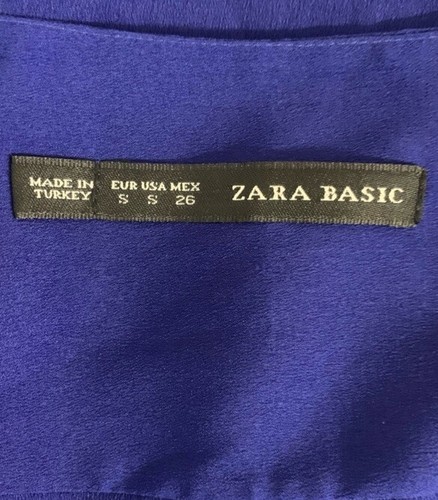 MADE IN
TURKEY
EUR USA MEX
S S 26
ZARA BASIC